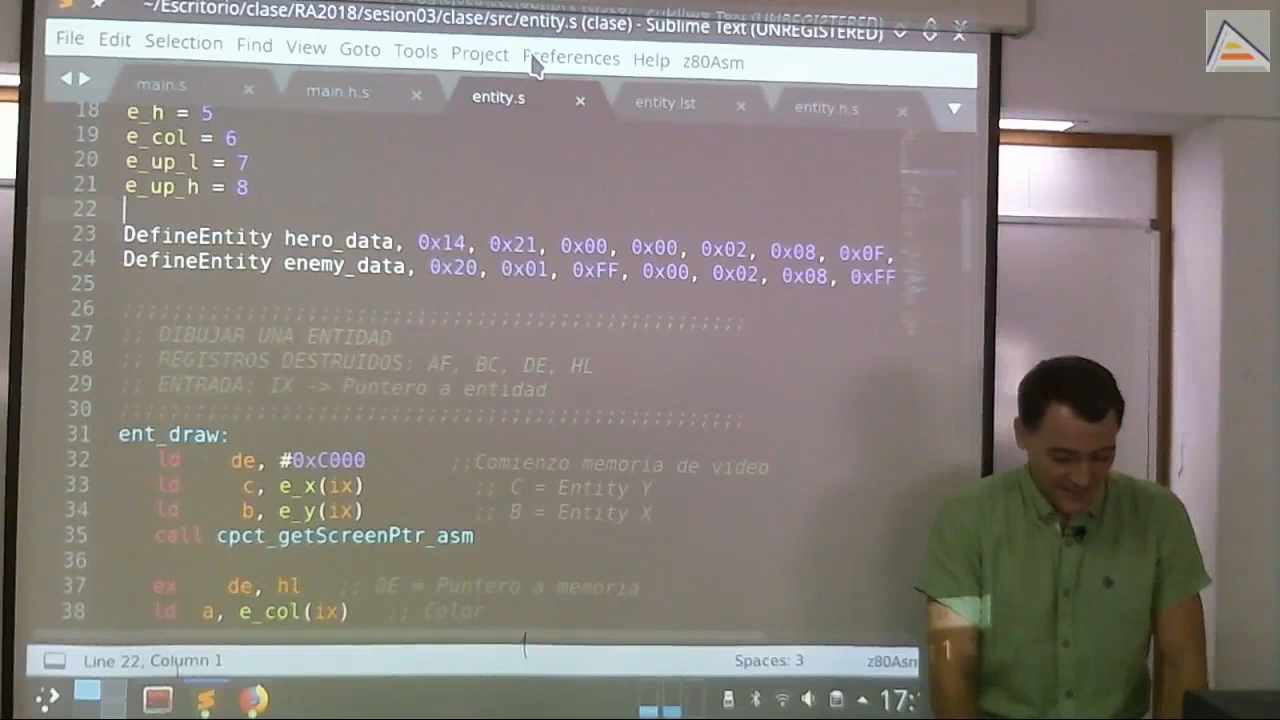 ~/Escritorio/clase/RA2018/sesion03/clase/src/entity.s (clase) - Sublime Text (UNREGISTERED)
File Edit Selection Find View Goto Tools Project Preferences Help z80Asm
main.s main.h.s entity.s entity.lst entity.h.s
18 e_h = 5
19 e_col = 6
20 e_up_l = 7
21 e_up_h = 8
22
23 DefineEntity hero_data, 0x14, 0x21, 0x00, 0x00, 0x02, 0x08, 0x0F,
24 DefineEntity enemy_data, 0x20, 0x01, 0xFF, 0x00, 0x02, 0x08, 0xFF
25
26 ;;;;;;;;;;;;;;;;;;;;;;;;;;;;;;;;;;;;;;;;;;;;;;;;;;
27 ;; DIBUJAR UNA ENTIDAD
28 ;; REGISTROS DESTRUIDOS: AF, BC, DE, HL
29 ;; ENTRADA: IX -> Puntero a entidad
30 ;;;;;;;;;;;;;;;;;;;;;;;;;;;;;;;;;;;;;;;;;;;;;;;;;;
31 ent_draw:
32 ld de, #0xC000 ;;Comienzo memoria de video
33 ld c, e_x(ix) ;; C = Entity Y
34 ld b, e_y(ix) ;; B = Entity X
35 call cpct_getScreenPtr_asm
36
37 ex de, hl ;; DE = Puntero a memoria
38 ld a, e_col(ix) ;; Color
Line 22, Column 1 Spaces: 3 z80Asm
17:
1